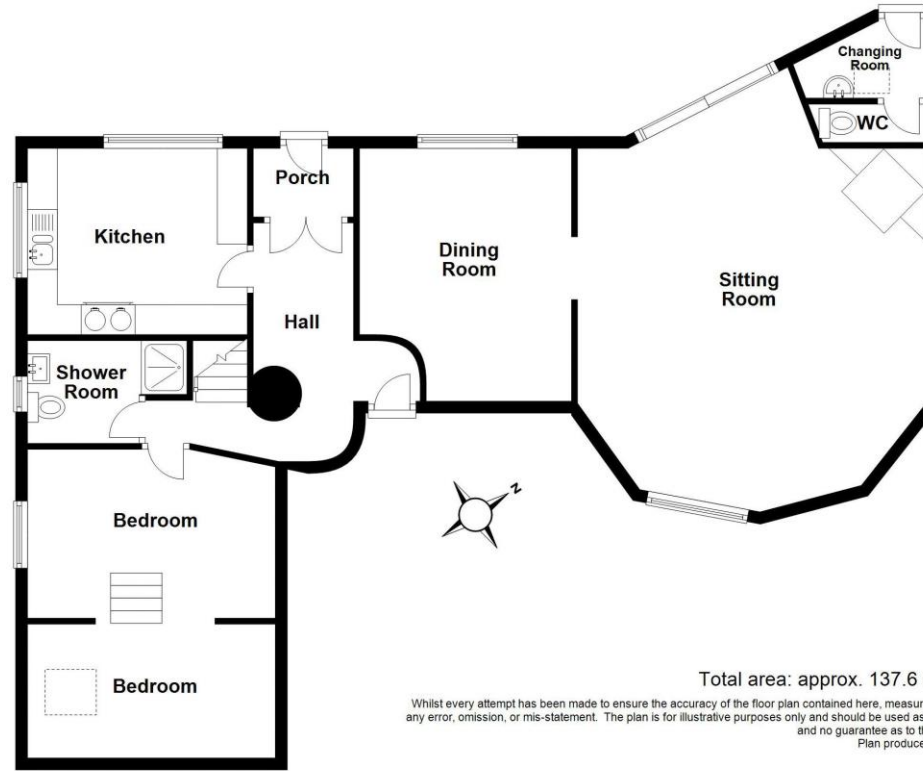 Changing
Room
WC
Porch
Kitchen
Dining
Room
Sitting
Room
Hall
Shower
Room
N
Bedroom
Bedroom
Total area: approx. 137.6
Whilst every attempt has been made to ensure the accuracy of the floor plan contained here, measur
any error, omission, or mis-statement. The plan is for illustrative purposes only and should be used as
and no guarantee as to th
Plan produce